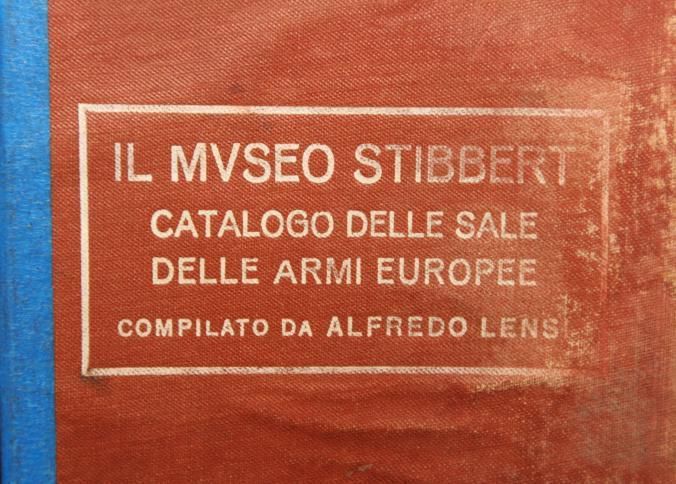 IL MVSEO STIBBERT
CATALOGO DELLE SALE
DELLE ARMI EUROPEE
COMPILATO DA ALFREDO LENSI